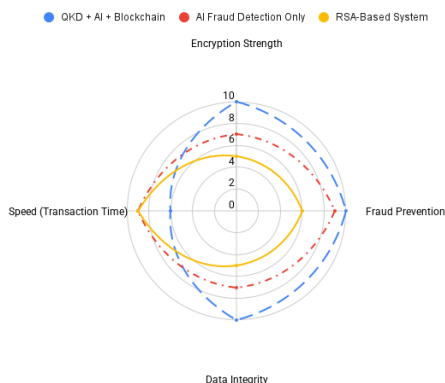 QKD + AI + Blockchain AI Fraud Detection Only RSA-Based System
Encryption Strength
10
8
6
4
2
0
Speed (Transaction Time) Fraud Prevention
Data Integrity